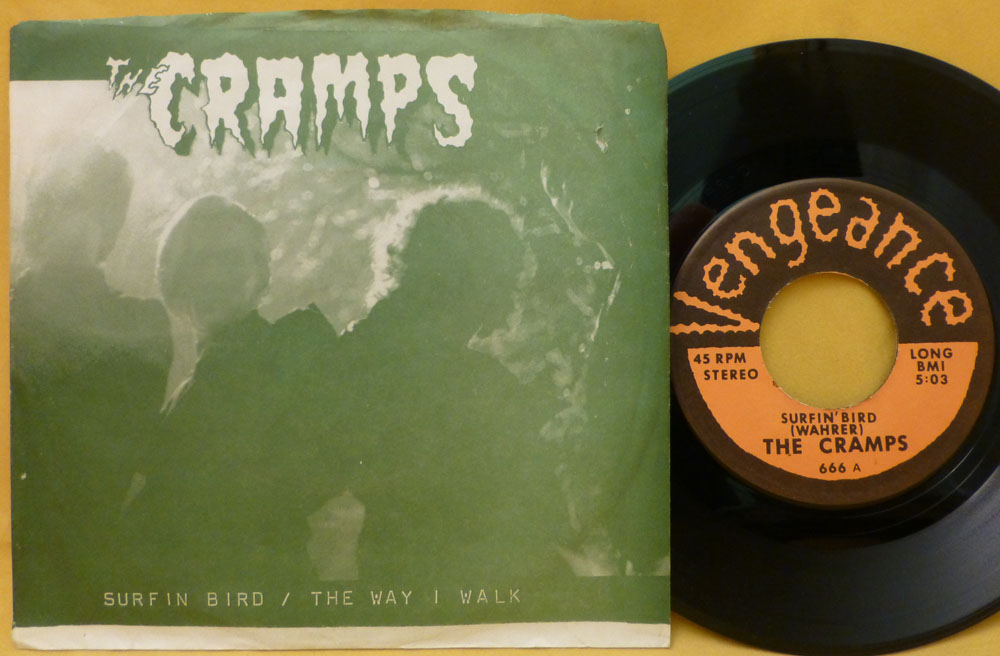 THE CRAMPS
SURFIN BIRD / THE WAY I WALK
Vengeance
45 RPM
STEREO
LONG
BMI
5:03
SURFIN' BIRD
(WAHRER)
THE CRAMPS
666 A